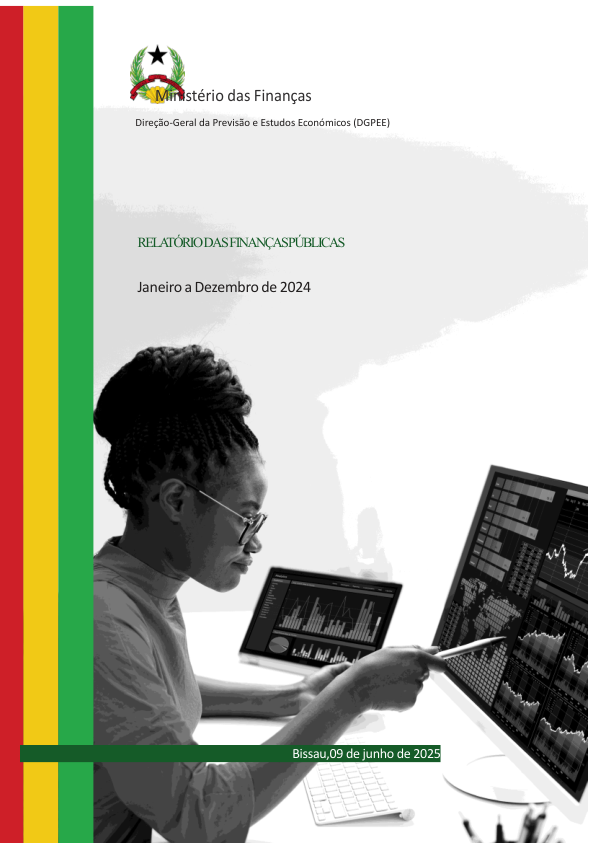 Ministério das Finanças
Direção-Geral da Previsão e Estudos Económicos (DGPEE)
RELATÓRIO DAS FINANÇAS PÚBLICAS
Janeiro a Dezembro de 2024
Bissau,09 de junho de 2025